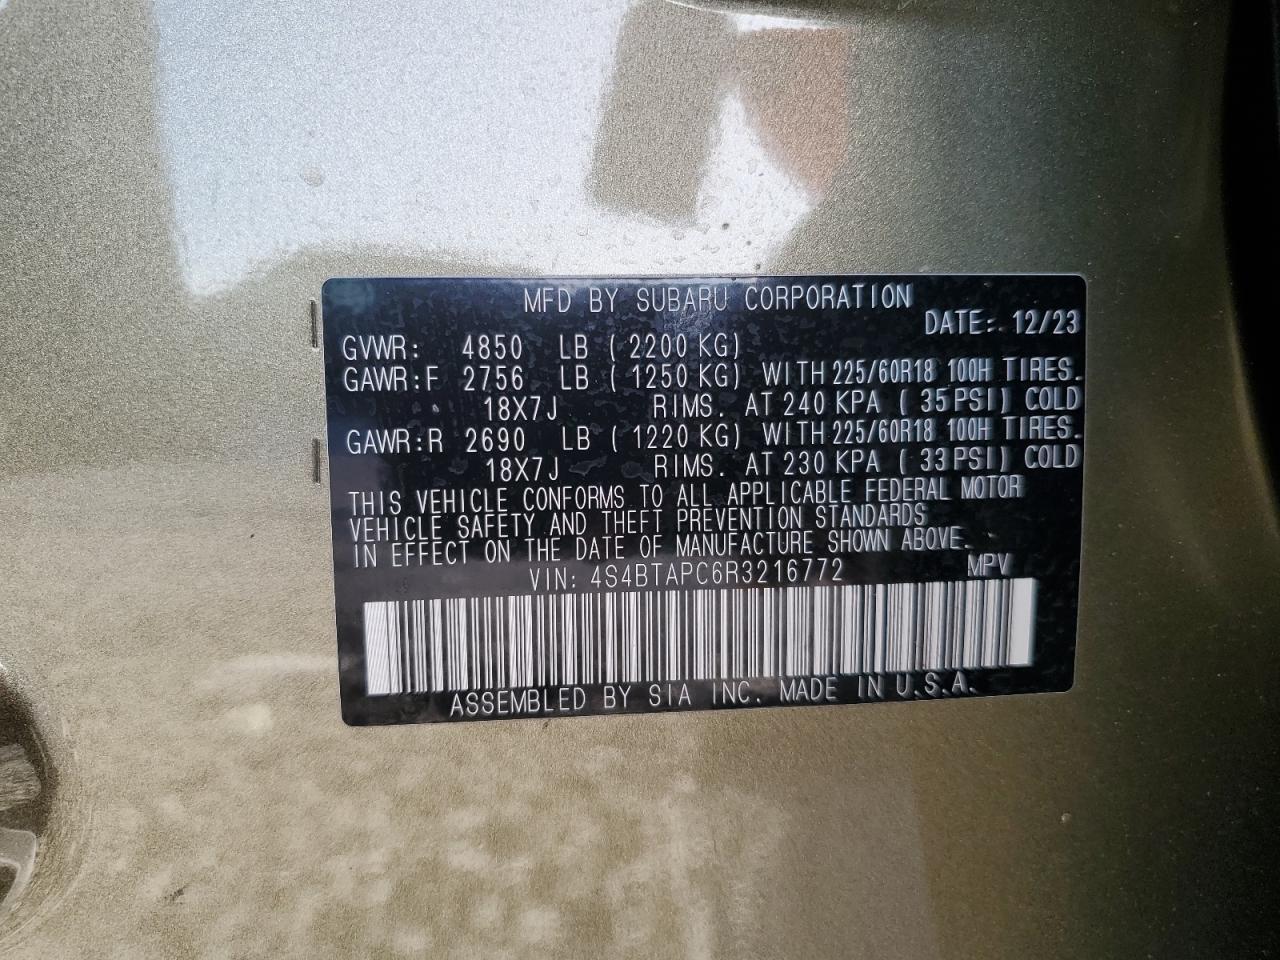 MFD BY SUBARU CORPORATION
DATE: 12/23
GVWR: 4850 LB (2200 KG)
GAWR:F 2756 LB (1250 KG) WITH 225/60R18 100H TIRES.
18X7J RIMS. AT 240 KPA (35PSI) COLD
GAWR:R 2690 LB (1220 KG) WITH 225/60R18 100H TIRES.
18X7J RIMS. AT 230 KPA (33PSI) COLD
THIS VEHICLE CONFORMS TO ALL APPLICABLE FEDERAL MOTOR
VEHICLE SAFETY AND THEFT PREVENTION STANDARDS
IN EFFECT ON THE DATE OF MANUFACTURE SHOWN ABOVE.
VIN: 4S4BTAPC6R3216772 MPV
ASSEMBLED BY SIA INC. MADE IN U.S.A.